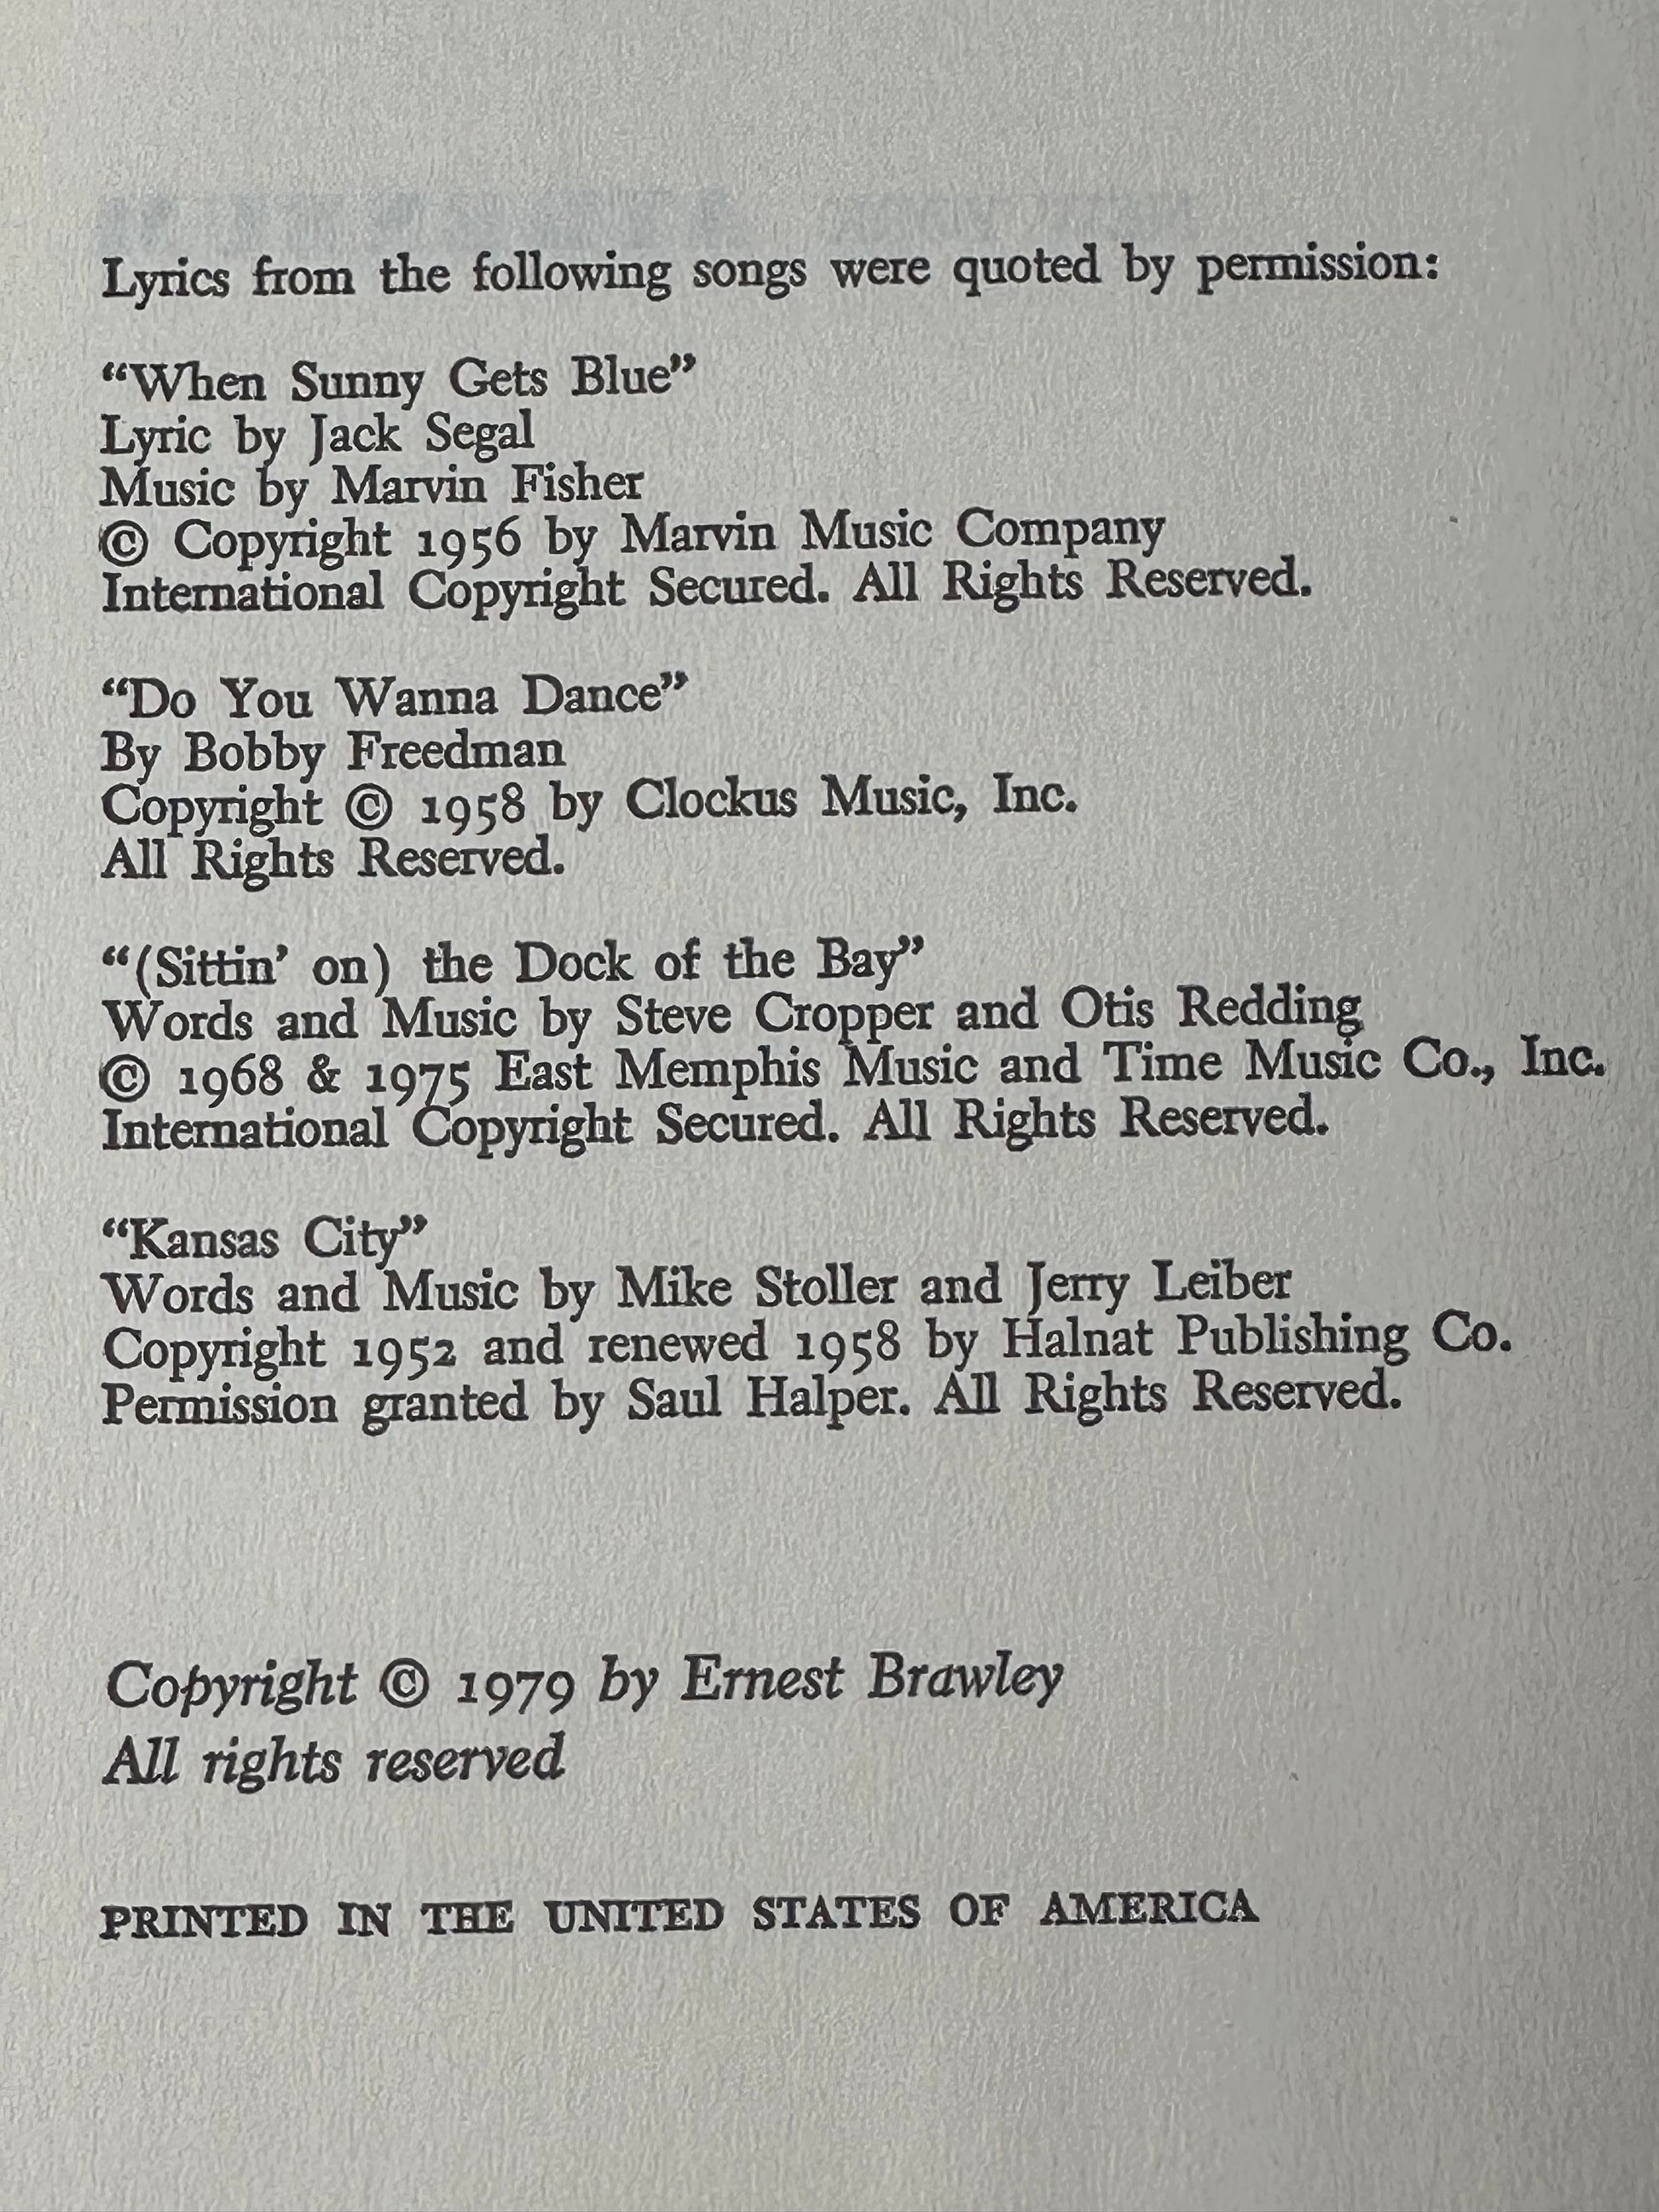 Lyrics from the following songs were quoted by permission:
“When Sunny Gets Blue”
Lyric by Jack Segal
Music by Marvin Fisher
© Copyright 1956 by Marvin Music Company
International Copyright Secured. All Rights Reserved.
“Do You Wanna Dance”
By Bobby Freedman
Copyright © 1958 by Clockus Music, Inc.
All Rights Reserved.
“(Sittin’ on) the Dock of the Bay”
Words and Music by Steve Cropper and Otis Redding
© 1968 & 1975 East Memphis Music and Time Music Co., Inc.
International Copyright Secured. All Rights Reserved.
“Kansas City”
Words and Music by Mike Stoller and Jerry Leiber
Copyright 1952 and renewed 1958 by Halnat Publishing Co.
Permission granted by Saul Halper. All Rights Reserved.
Copyright © 1979 by Ernest Brawley
All rights reserved
PRINTED IN THE UNITED STATES OF AMERICA